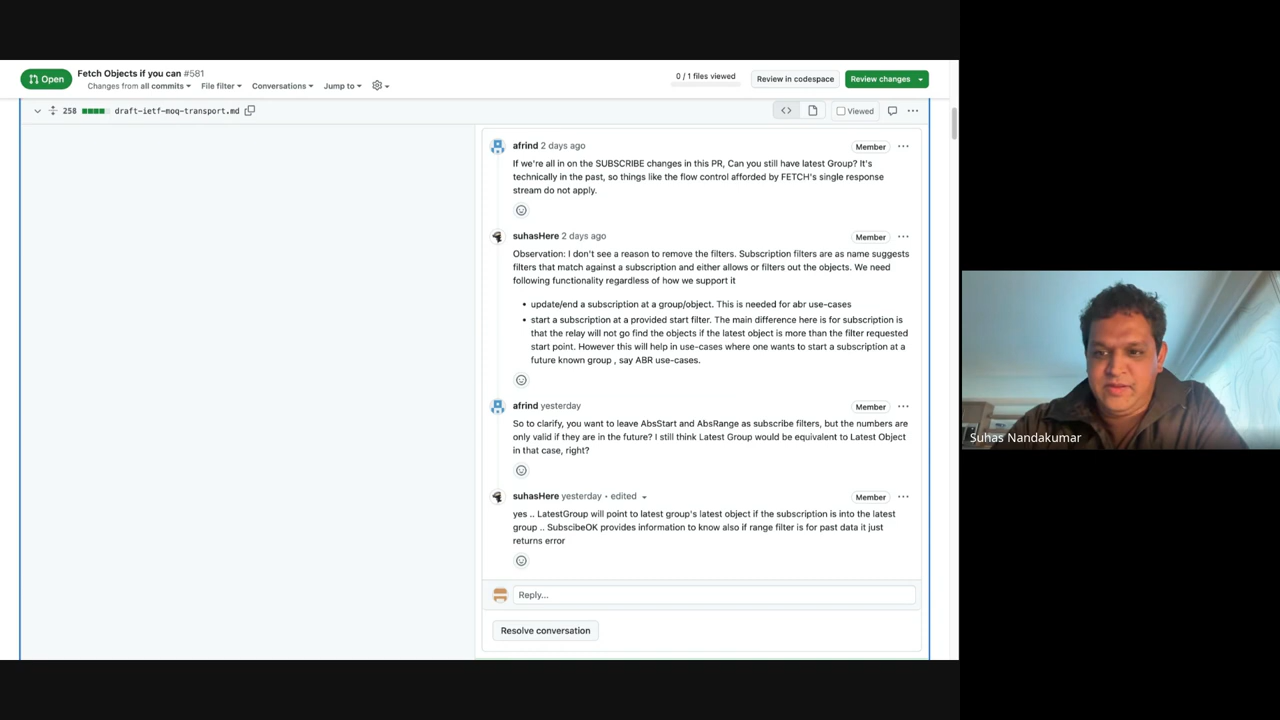 Open
Fetch Objects if you can #581
Changes from all commits
File filter
Conversations
Jump to
0 / 1 files viewed
Review in codespace
Review changes
258
draft-ietf-moq-transport.md
Viewed
afrind 2 days ago
Member
If we're all in on the SUBSCRIBE changes in this PR, Can you still have latest Group? It's
technically in the past, so things like the flow control afforded by FETCH's single response
stream do not apply.
suhasHere 2 days ago
Member
Observation: I don't see a reason to remove the filters. Subscription filters are as name suggests
filters that match against a subscription and either allows or filters out the objects. We need
following functionality regardless of how we support it
• update/end a subscription at a group/object. This is needed for abr use-cases
• start a subscription at a provided start filter. The main difference here is for subscription is
that the relay will not go find the objects if the latest object is more than the filter requested
start point. However this will help in use-cases where one wants to start a subscription at a
future known group , say ABR use-cases.
afrind yesterday
Member
So to clarify, you want to leave AbsStart and AbsRange as subscribe filters, but the numbers are
only valid if they are in the future? I still think Latest Group would be equivalent to Latest Object
in that case, right?
suhasHere yesterday • edited
Member
yes .. LatestGroup will point to latest group's latest object if the subscription is into the latest
group .. SubscibeOK provides information to know also if range filter is for past data it just
returns error
Reply...
Resolve conversation
Suhas Nandakumar